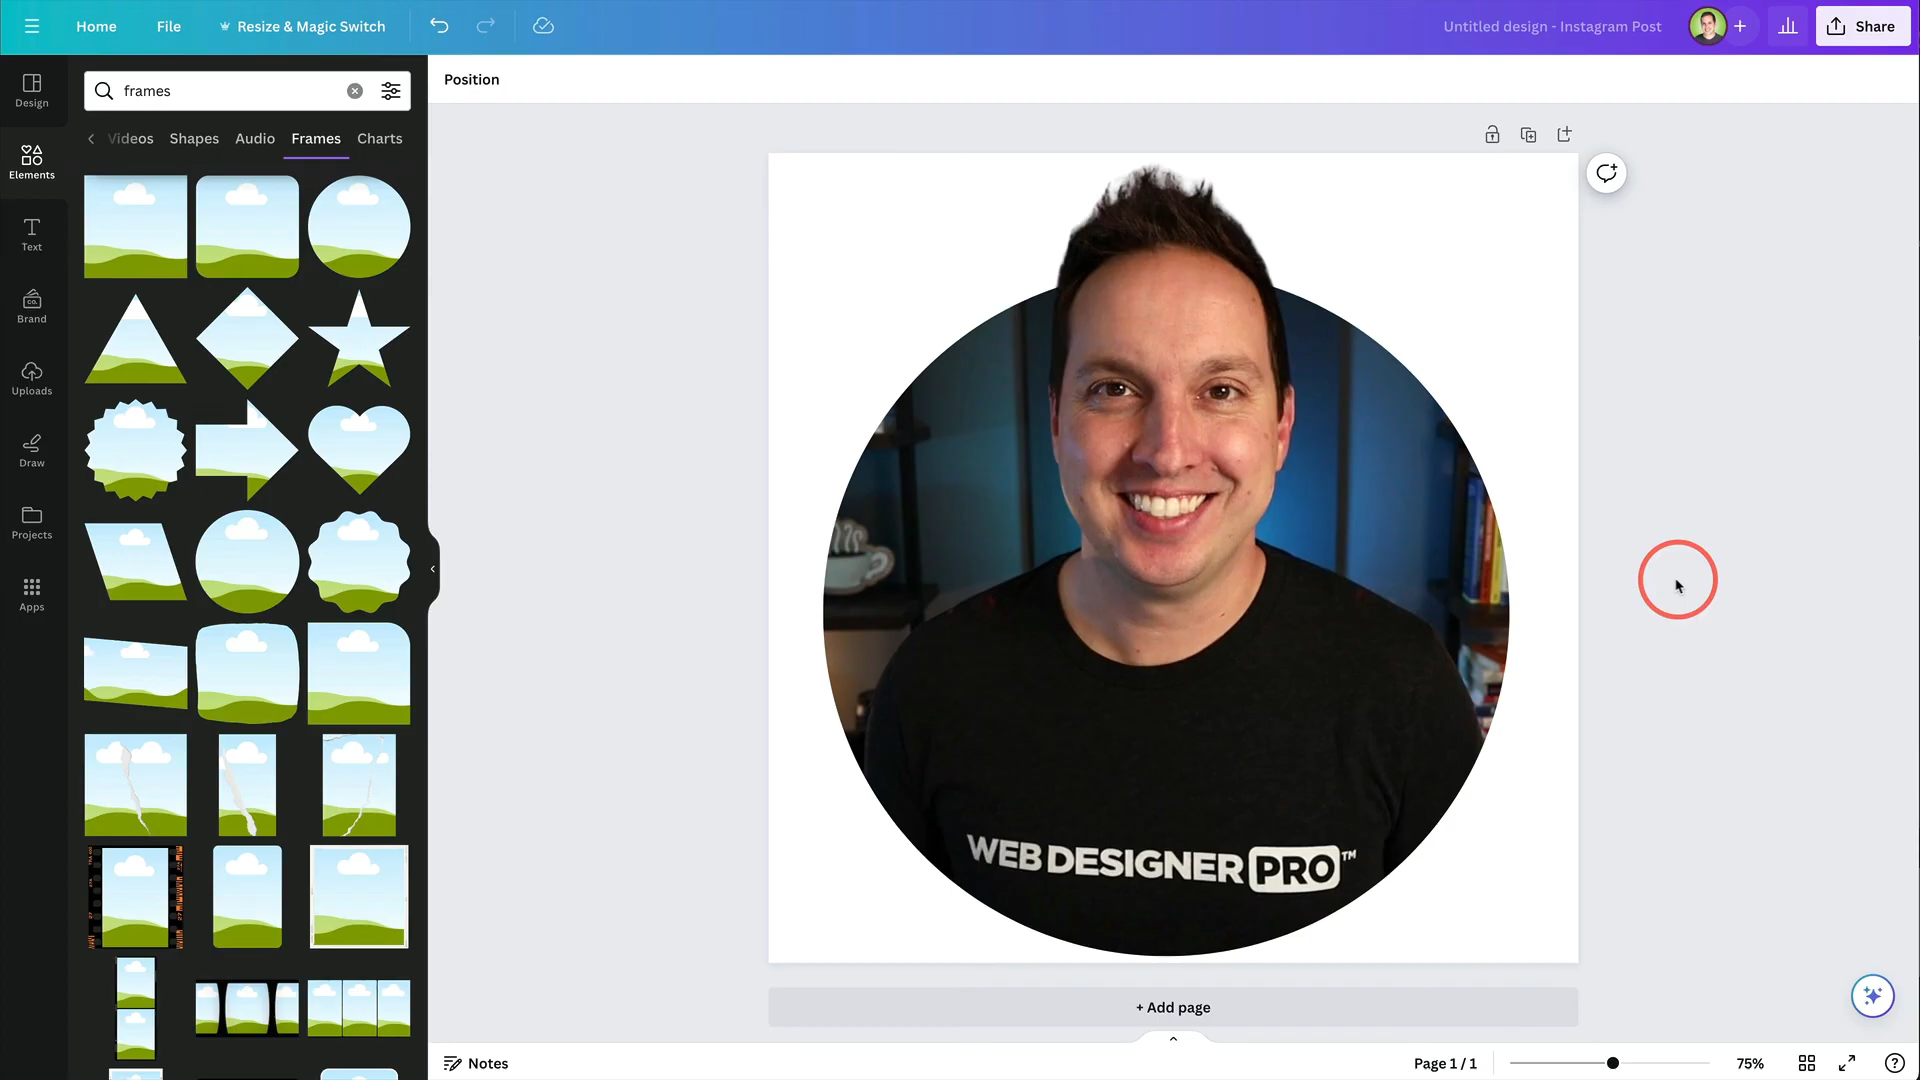 Home File Resize & Magic Switch Untitled design - Instagram Post Share
Design
Elements
Text
Brand
CO.
Uploads
Draw
Projects
Apps
frames
Videos Shapes Audio Frames Charts
Position
WEB DESIGNER PRO™
+ Add page
Notes
Page 1 / 1
75%